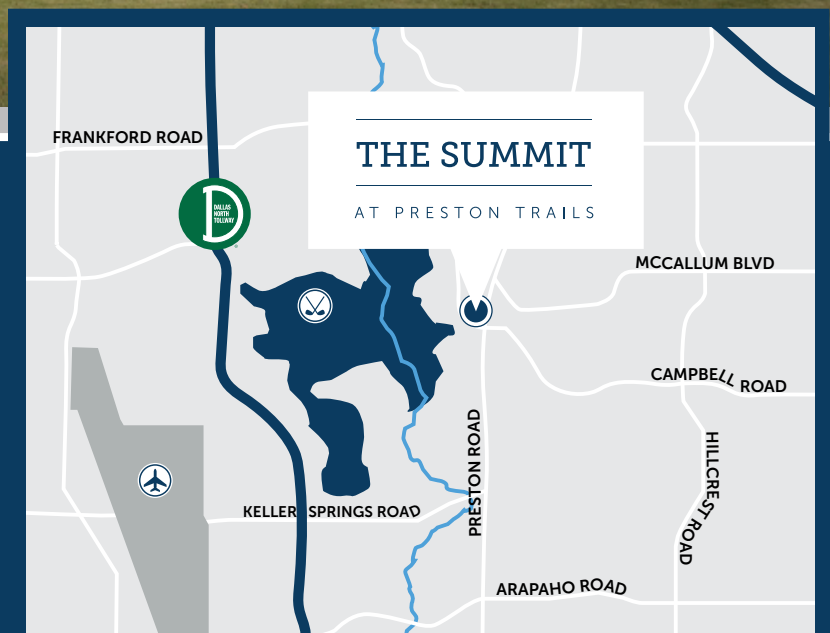 FRANKFORD ROAD
THE SUMMIT
AT PRESTON TRAILS
DALLAS
NORTH
TOLLWAY
MCCALLUM BLVD
CAMPBELL ROAD
PRESTON ROAD
HILLCREST ROAD
KELLER SPRINGS ROAD
ARAPAHO ROAD